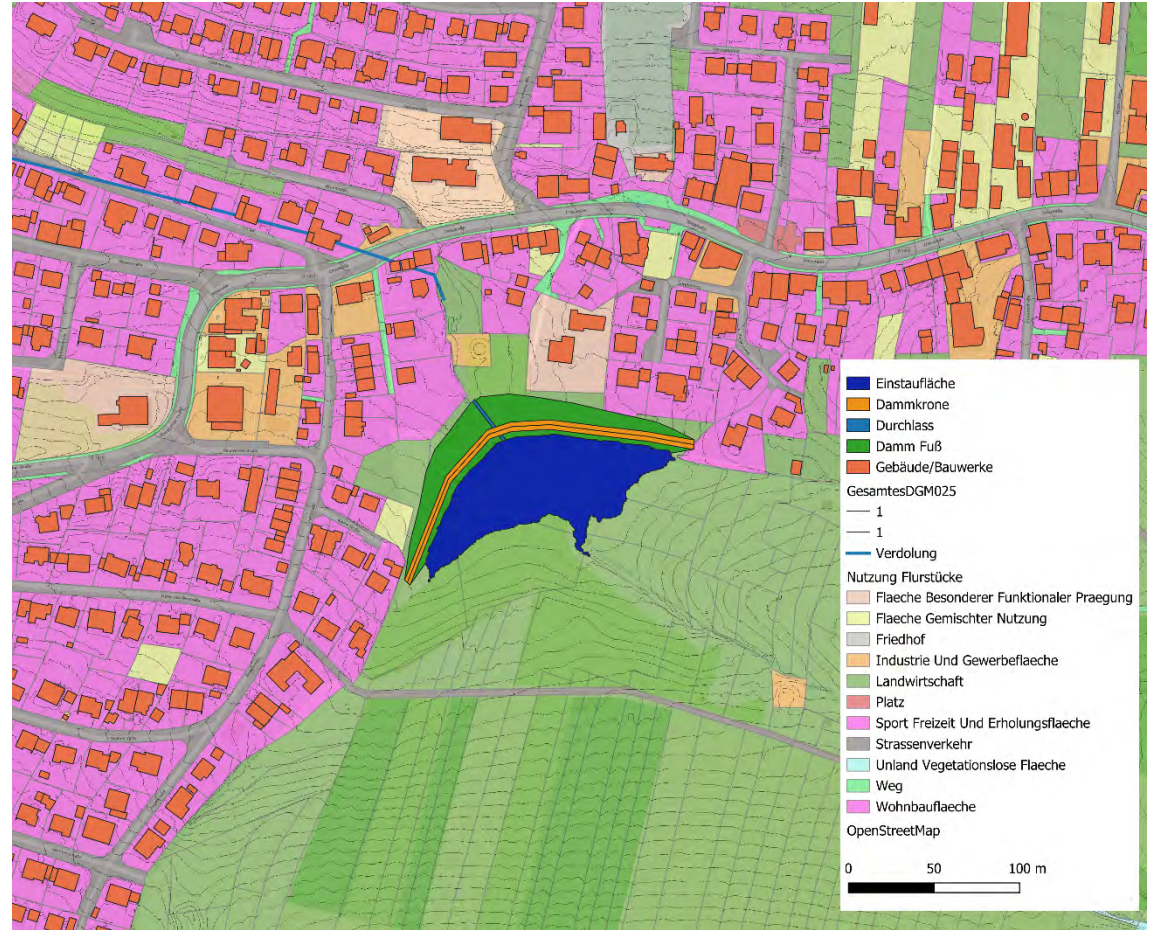 Einstaufläche
Dammkrone
Durchlass
Damm Fuß
Gebäude/Bauwerke
GesamtesDGM025
1
1
Verdolung
Nutzung Flurstücke
Flaeche Besonderer Funktionaler Praegung
Flaeche Gemischter Nutzung
Friedhof
Industrie Und Gewerbeflaeche
Landwirtschaft
Platz
Sport Freizeit Und Erholungsflaeche
Strassenverkehr
Unland Vegetationslose Flaeche
Weg
Wohnbauflaeche
OpenStreetMap
0 50 100 m